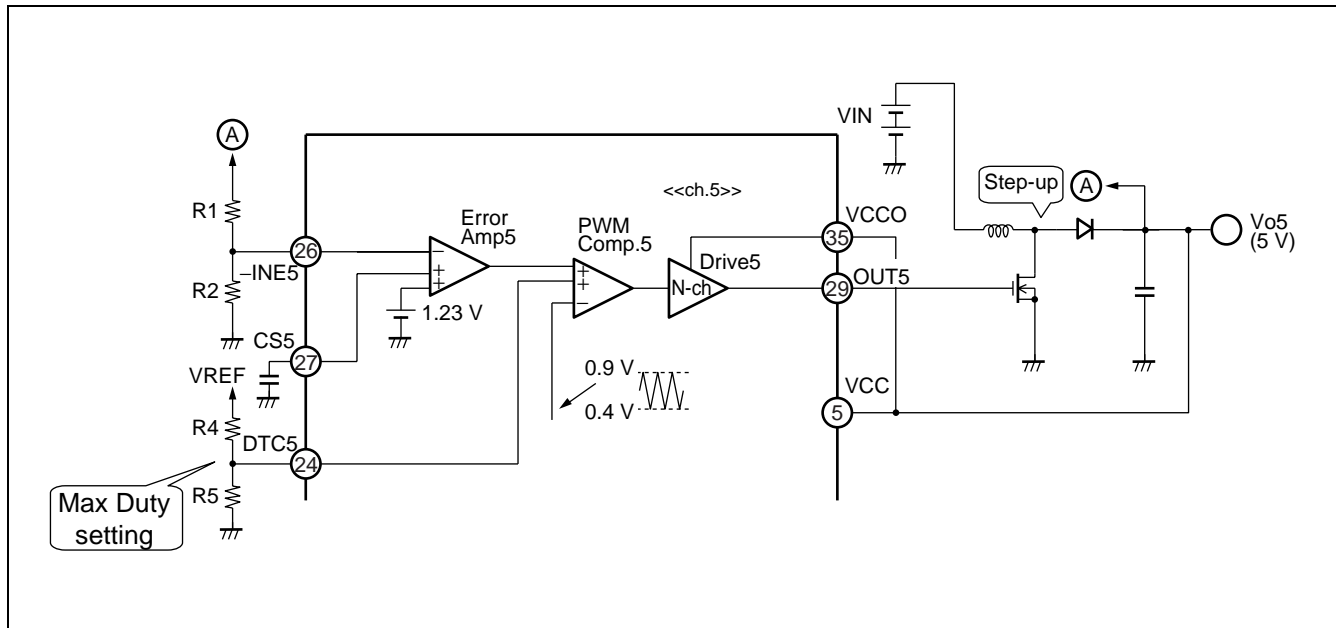 VIN
A
<<ch.5>>
Step-up
A
R1
Error
Amp5
PWM
Comp.5
VCCO
35
Vo5
(5 V)
26
–INE5
Drive5
N-ch
OUT5
29
R2
1.23 V
CS5
27
VREF
0.9 V
0.4 V
VCC
5
R4
DTC5
24
R5
Max Duty
setting